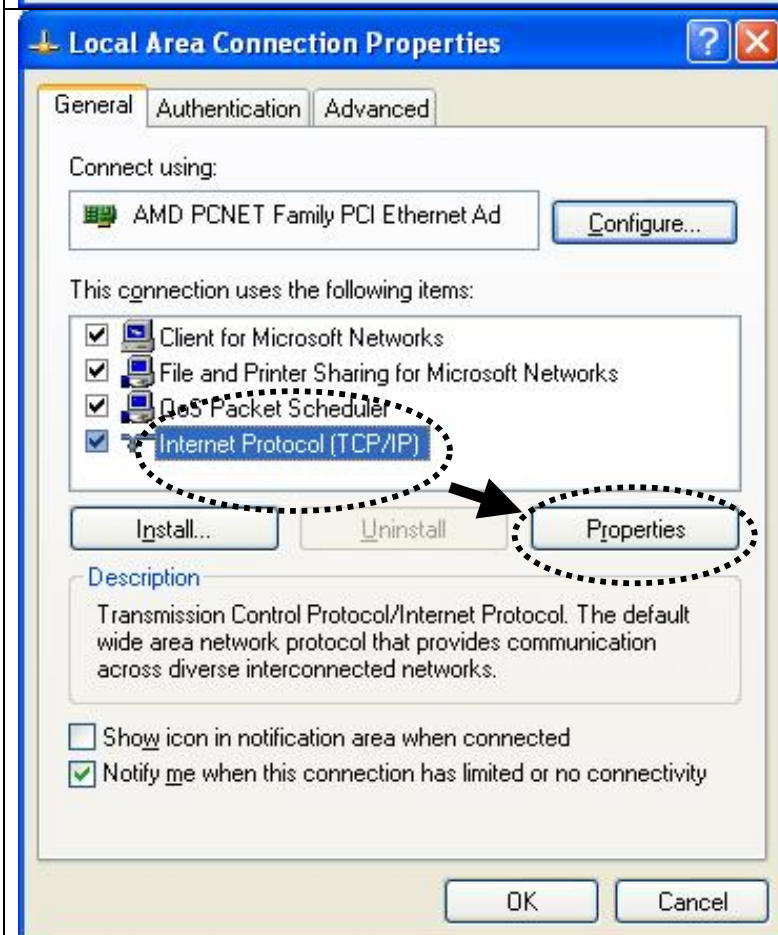 Local Area Connection Properties
General Authentication Advanced
Connect using:
AMD PCNET Family PCI Ethernet Ad Configure...
This connection uses the following items:
Client for Microsoft Networks
File and Printer Sharing for Microsoft Networks
QoS Packet Scheduler
Internet Protocol (TCP/IP)
Install... Uninstall Properties
Description
Transmission Control Protocol/Internet Protocol. The default
wide area network protocol that provides communication
across diverse interconnected networks.
Show icon in notification area when connected
Notify me when this connection has limited or no connectivity
OK Cancel